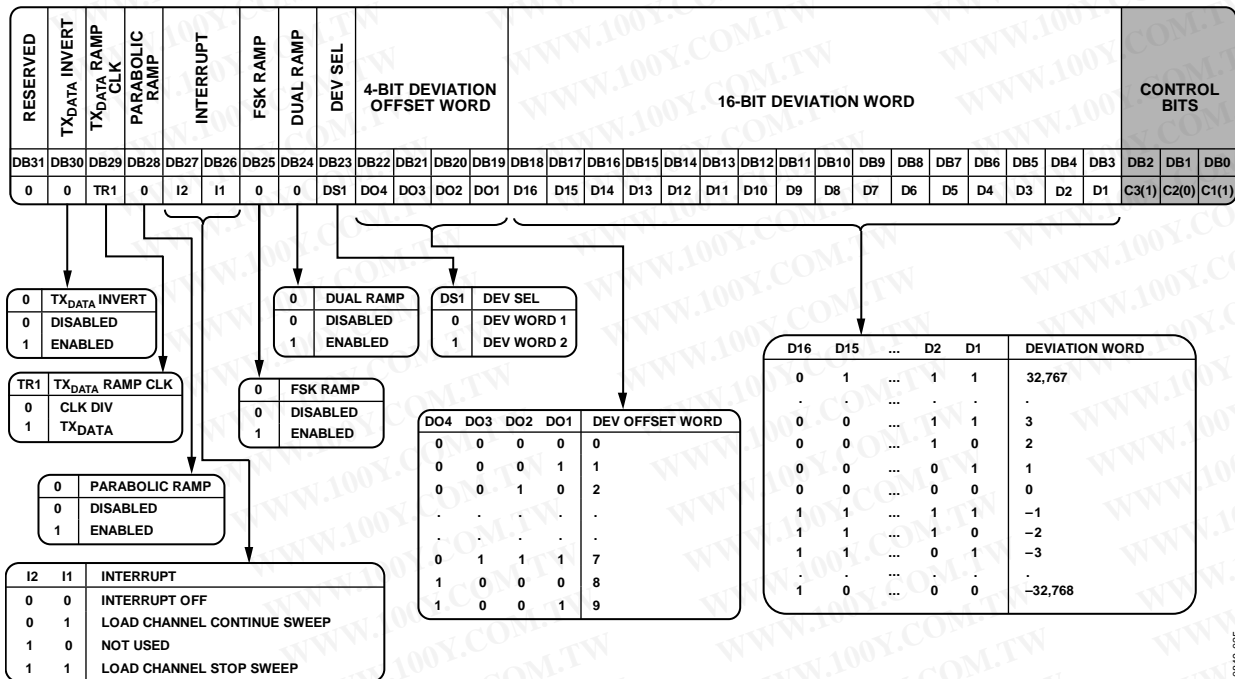 RESERVED
TXDATA INVERT
TXDATA RAMP CLK
PARABOLIC RAMP
INTERRUPT
FSK RAMP
DUAL RAMP
DEV SEL
4-BIT DEVIATION OFFSET WORD
16-BIT DEVIATION WORD
CONTROL BITS
DB31 DB30 DB29 DB28 DB27 DB26 DB25 DB24 DB23 DB22 DB21 DB20 DB19 DB18 DB17 DB16 DB15 DB14 DB13 DB12 DB11 DB10 DB9 DB8 DB7 DB6 DB5 DB4 DB3 DB2 DB1 DB0
0 0 TR1 0 I2 I1 0 0 DS1 DO4 DO3 DO2 DO1 D16 D15 D14 D13 D12 D11 D10 D9 D8 D7 D6 D5 D4 D3 D2 D1 C3(1) C2(0) C1(1)
0 TXDATA INVERT
0 DISABLED
1 ENABLED
TR1 TXDATA RAMP CLK
0 CLK DIV
1 TXDATA
0 PARABOLIC RAMP
0 DISABLED
1 ENABLED
I2 I1 INTERRUPT
0 0 INTERRUPT OFF
0 1 LOAD CHANNEL CONTINUE SWEEP
1 0 NOT USED
1 1 LOAD CHANNEL STOP SWEEP
0 FSK RAMP
0 DISABLED
1 ENABLED
0 DUAL RAMP
0 DISABLED
1 ENABLED
DS1 DEV SEL
0 DEV WORD 1
1 DEV WORD 2
DO4 DO3 DO2 DO1 DEV OFFSET WORD
0 0 0 0 0
0 0 0 1 1
0 0 1 0 2
. . . . .
. . . . .
0 1 1 1 7
1 0 0 0 8
1 0 0 1 9
D16 D15 ... D2 D1 DEVIATION WORD
0 1 ... 1 1 32,767
. . ... . . .
0 0 ... 1 1 3
0 0 ... 1 0 2
0 0 ... 0 1 1
0 0 ... 0 0 0
1 1 ... 1 1 –1
1 1 ... 1 0 –2
1 1 ... 0 1 –3
. . ... . . .
1 0 ... 0 0 –32,768
WWW.100Y.COM.TW